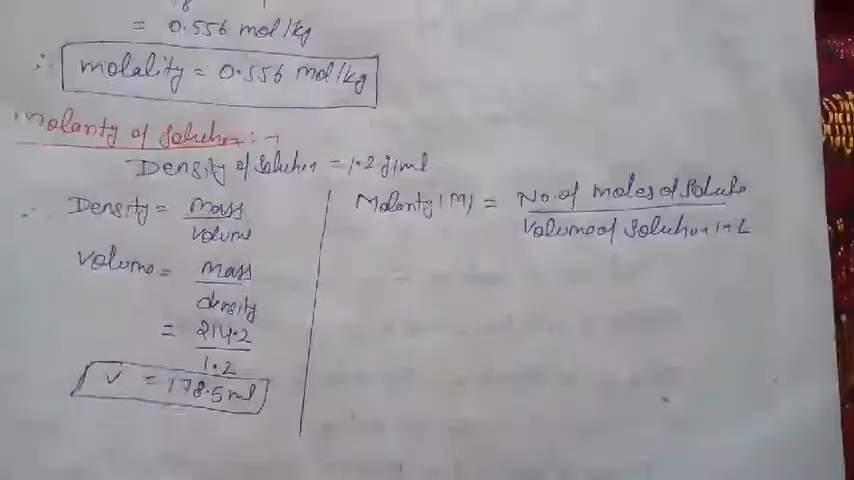 = 0.556 mol/kg
∴ molality = 0.556 mol/kg
Molarity of solution :-
Density of solution = 1.2 g/ml
∴ Density = mass
volume
Volume = mass
density
= 214.2
1.2
V = 178.5 ml
Molarity (M) = No. of moles of solute
Volume of solution in L